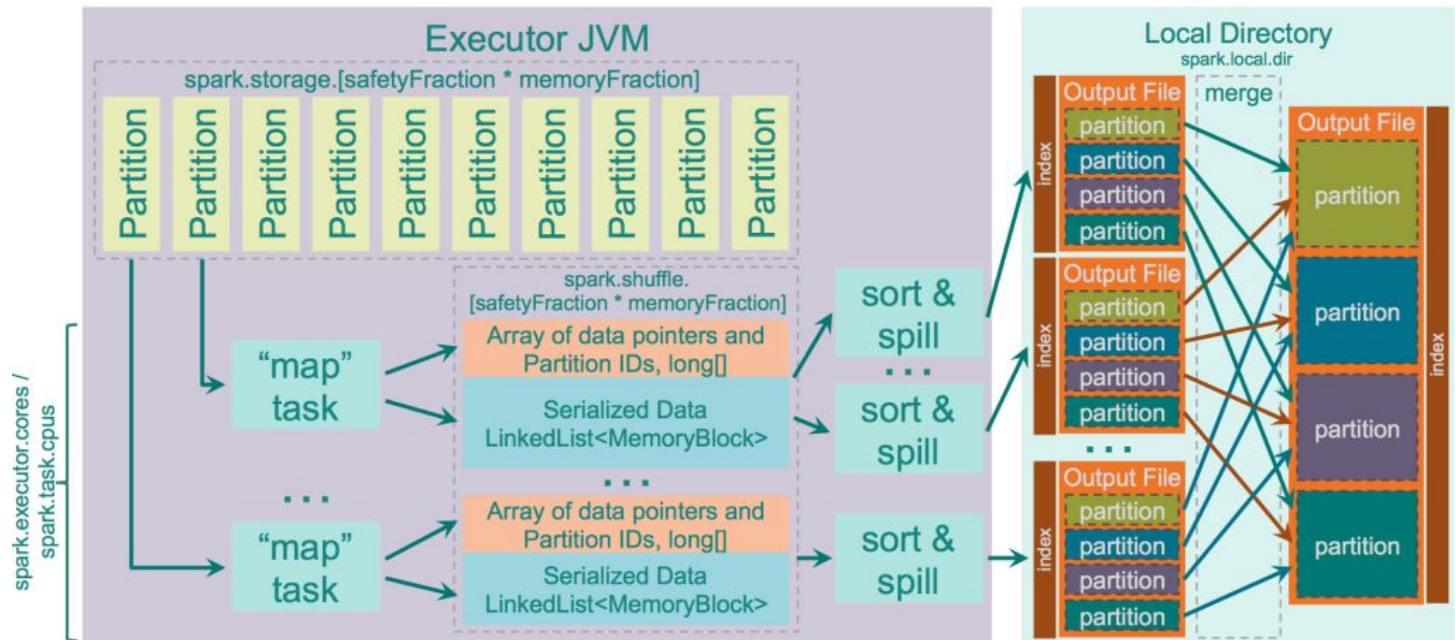 Executor JVM
spark.storage.[safetyFraction * memoryFraction]
Partition
Partition
Partition
Partition
Partition
Partition
Partition
Partition
Partition
Partition
spark.executor.cores /
spark.task.cpus
"map"
task
...
"map"
task
spark.shuffle.
[safetyFraction * memoryFraction]
Array of data pointers and
Partition IDs, long[]
Serialized Data
LinkedList<MemoryBlock>
...
Array of data pointers and
Partition IDs, long[]
Serialized Data
LinkedList<MemoryBlock>
sort &
spill
...
sort &
spill
sort &
spill
Local Directory
spark.local.dir
index
Output File
partition
partition
partition
partition
index
Output File
partition
partition
partition
partition
...
index
Output File
partition
partition
partition
partition
merge
Output File
partition
partition
partition
partition
index